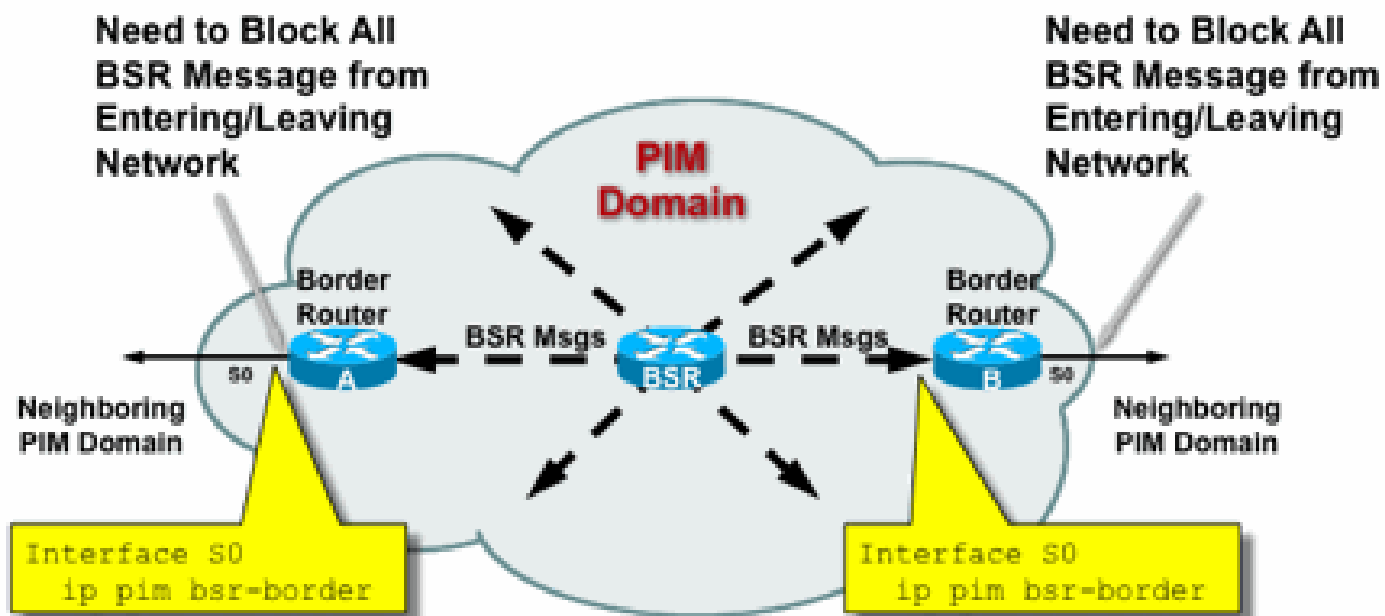 Need to Block All
BSR Message from
Entering/Leaving
Network
Need to Block All
BSR Message from
Entering/Leaving
Network
PIM
Domain
Border
Router
Border
Router
BSR Msgs
BSR Msgs
S0
A
BSR
B
S0
Neighboring
PIM Domain
Neighboring
PIM Domain
Interface S0
ip pim bsr-border
Interface S0
ip pim bsr-border